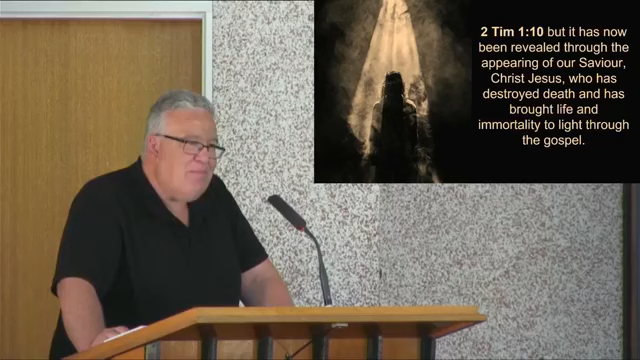 2 Tim 1:10 but it has now
been revealed through the
appearing of our Saviour,
Christ Jesus, who has
destroyed death and has
brought life and
immortality to light through
the gospel.